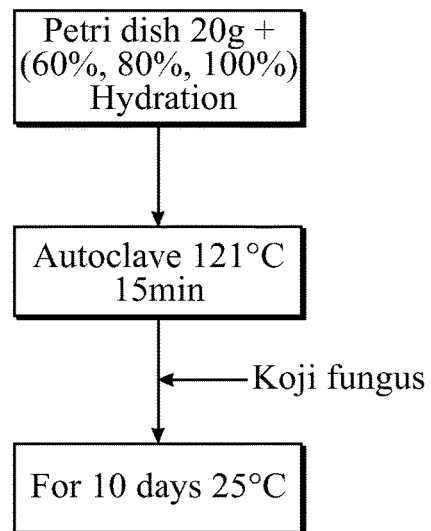 Petri dish 20g +
(60%, 80%, 100%)
Hydration
Autoclave 121°C
15min
Koji fungus
For 10 days 25°C